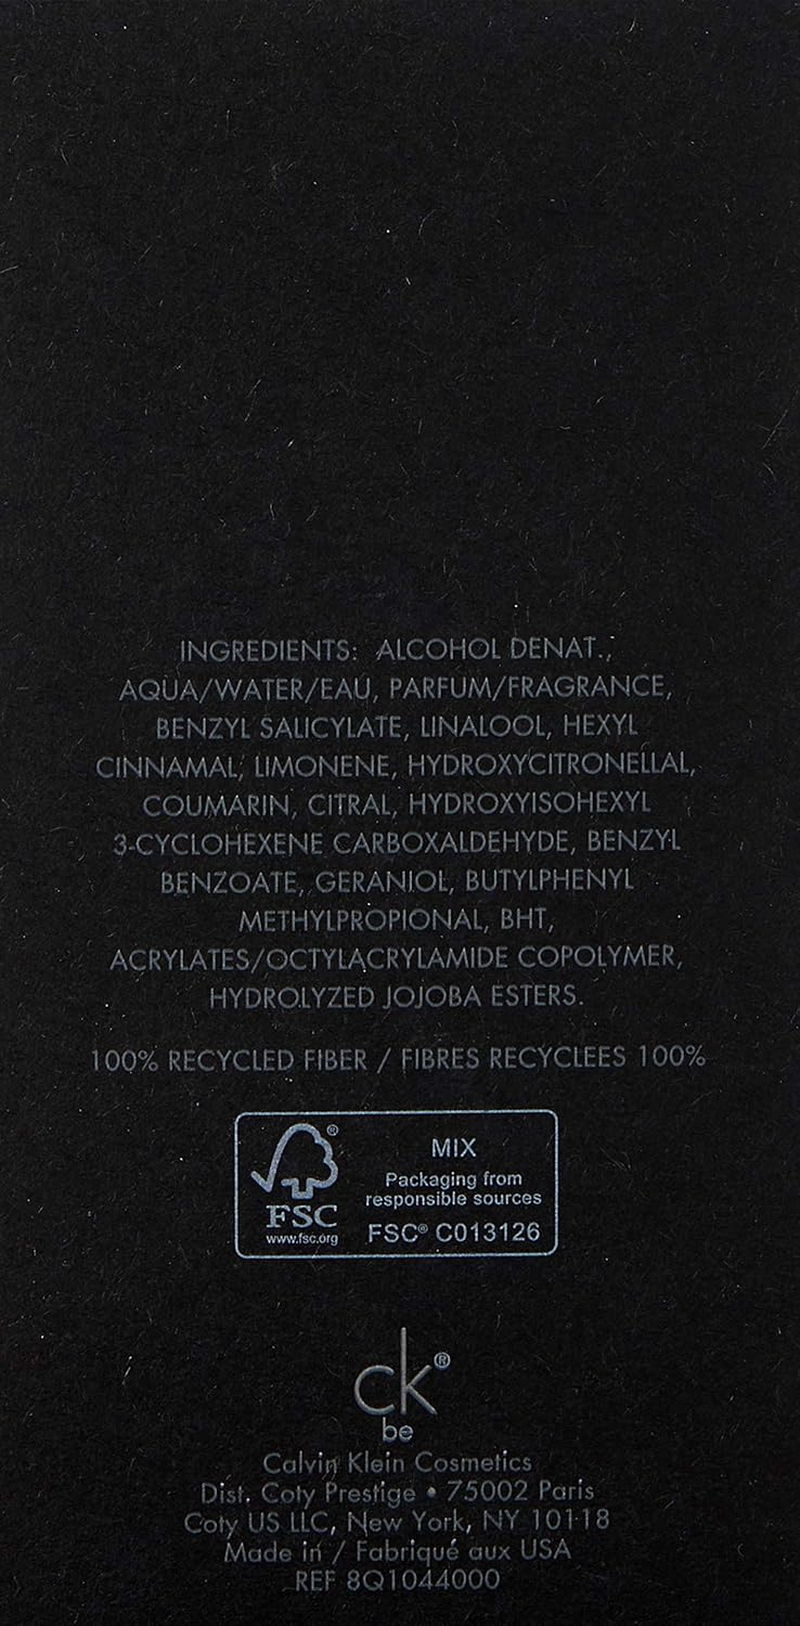 INGREDIENTS: ALCOHOL DENAT.,
AQUA/WATER/EAU, PARFUM/FRAGRANCE,
BENZYL SALICYLATE, LINALOOL, HEXYL
CINNAMAL, LIMONENE, HYDROXYCITRONELLAL,
COUMARIN, CITRAL, HYDROXYISOHEXYL
3-CYCLOHEXENE CARBOXALDEHYDE, BENZYL
BENZOATE, GERANIOL, BUTYLPHENYL
METHYLPROPIONAL, BHT,
ACRYLATES/OCTYLACRYLAMIDE COPOLYMER,
HYDROLYZED JOJOBA ESTERS.
100% RECYCLED FIBER / FIBRES RECYCLEES 100%
®
FSC
www.fsc.org
MIX
Packaging from
responsible sources
FSC® C013126
ck®
be
Calvin Klein Cosmetics
Dist. Coty Prestige • 75002 Paris
Coty US LLC, New York, NY 10118
Made in / Fabriqué aux USA
REF 8Q1044000